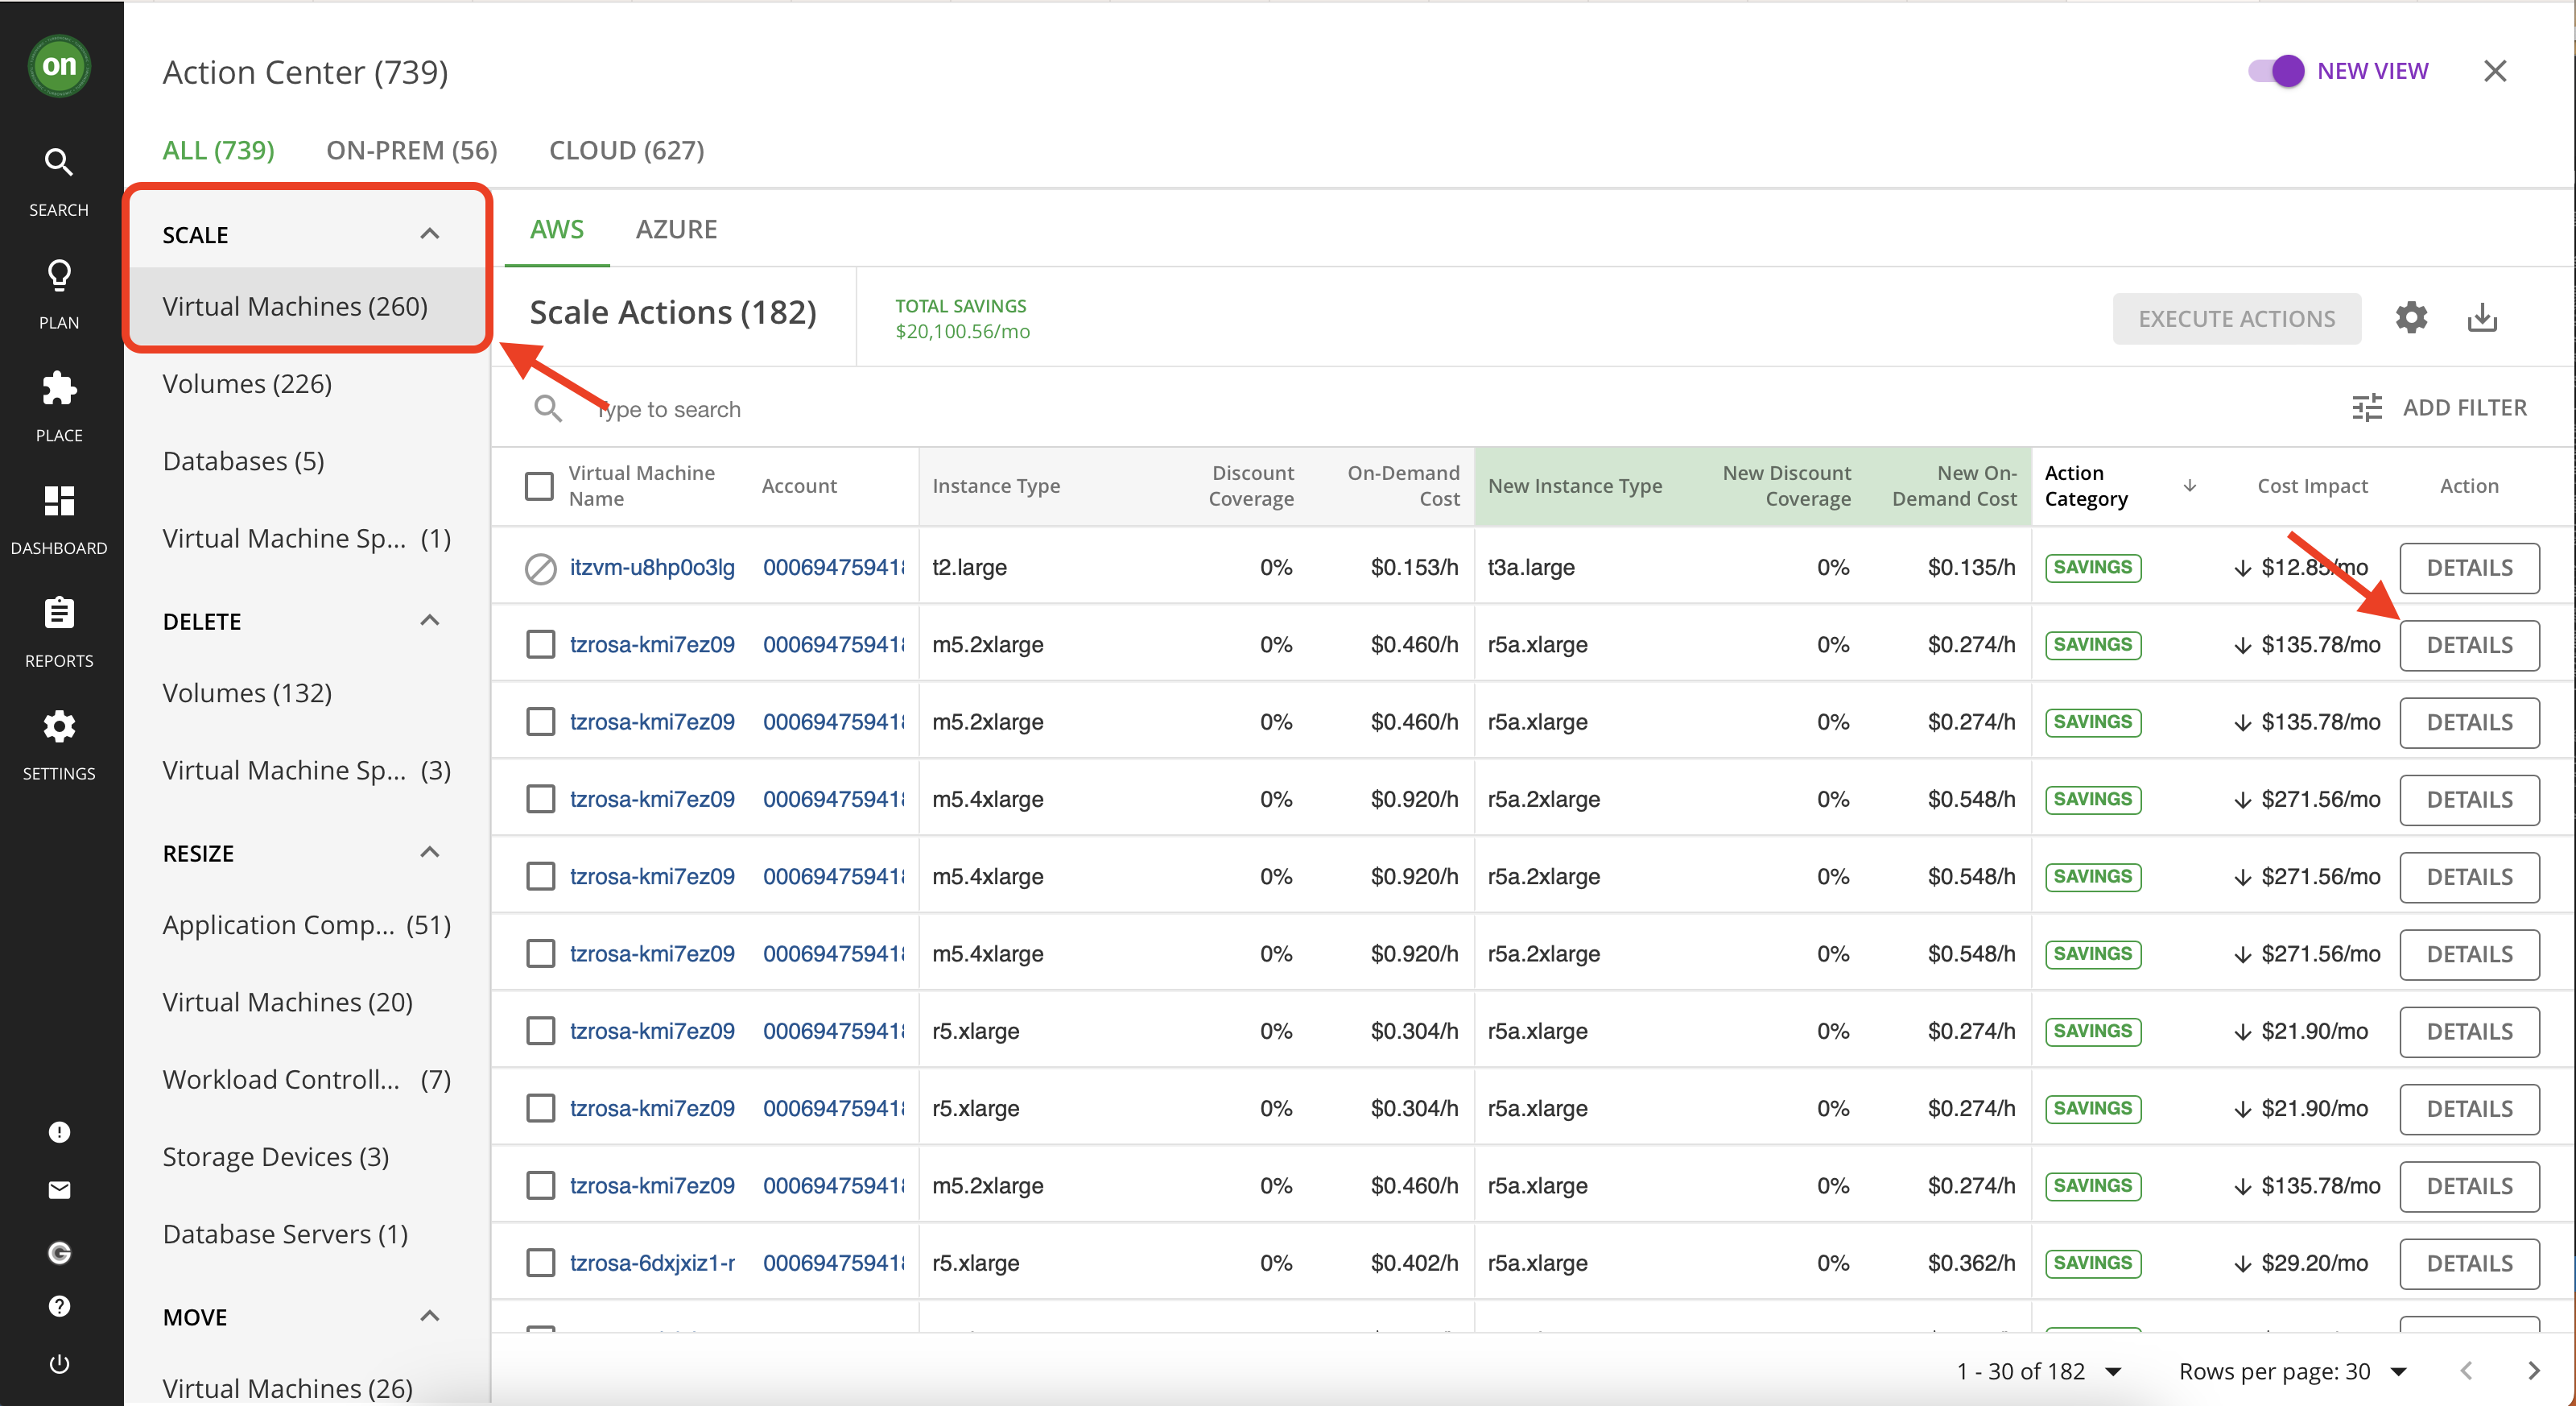 on
SEARCH
PLAN
PLACE
DASHBOARD
REPORTS
SETTINGS
Action Center (739)
NEW VIEW
ALL (739) ON-PREM (56) CLOUD (627)
SCALE
Virtual Machines (260)
Volumes (226)
Databases (5)
Virtual Machine Sp... (1)
DELETE
Volumes (132)
Virtual Machine Sp... (3)
RESIZE
Application Comp... (51)
Virtual Machines (20)
Workload Controll... (7)
Storage Devices (3)
Database Servers (1)
MOVE
Virtual Machines (26)
AWS AZURE
Scale Actions (182)
TOTAL SAVINGS
$20,100.56/mo
EXECUTE ACTIONS
Type to search
ADD FILTER
Virtual Machine Name Account Instance Type Discount Coverage On-Demand Cost New Instance Type New Discount Coverage New On-Demand Cost Action Category Cost Impact Action
itzvm-u8hp0o3lg 000694759418 t2.large 0% $0.153/h t3a.large 0% $0.135/h SAVINGS $12.85/mo DETAILS
tzrosa-kmi7ez09 000694759418 m5.2xlarge 0% $0.460/h r5a.xlarge 0% $0.274/h SAVINGS $135.78/mo DETAILS
tzrosa-kmi7ez09 000694759418 m5.2xlarge 0% $0.460/h r5a.xlarge 0% $0.274/h SAVINGS $135.78/mo DETAILS
tzrosa-kmi7ez09 000694759418 m5.4xlarge 0% $0.920/h r5a.2xlarge 0% $0.548/h SAVINGS $271.56/mo DETAILS
tzrosa-kmi7ez09 000694759418 m5.4xlarge 0% $0.920/h r5a.2xlarge 0% $0.548/h SAVINGS $271.56/mo DETAILS
tzrosa-kmi7ez09 000694759418 m5.4xlarge 0% $0.920/h r5a.2xlarge 0% $0.548/h SAVINGS $271.56/mo DETAILS
tzrosa-kmi7ez09 000694759418 r5.xlarge 0% $0.304/h r5a.xlarge 0% $0.274/h SAVINGS $21.90/mo DETAILS
tzrosa-kmi7ez09 000694759418 r5.xlarge 0% $0.304/h r5a.xlarge 0% $0.274/h SAVINGS $21.90/mo DETAILS
tzrosa-kmi7ez09 000694759418 m5.2xlarge 0% $0.460/h r5a.xlarge 0% $0.274/h SAVINGS $135.78/mo DETAILS
tzrosa-6dxjxiz1-r 000694759418 r5.xlarge 0% $0.402/h r5a.xlarge 0% $0.362/h SAVINGS $29.20/mo DETAILS
1 - 30 of 182 Rows per page: 30